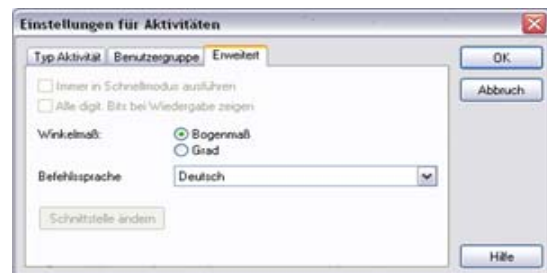 Einstellungen für Aktivitäten
Typ Aktivität Benutzergruppe Erweitert
OK
Immer in Schnellmodus ausführen
Abbruch
Alle digit. Bits bei Wiedergabe zeigen
Winkelmaß: Bogenmaß
Grad
Befehlssprache Deutsch
Schnittstelle ändern
Hilfe